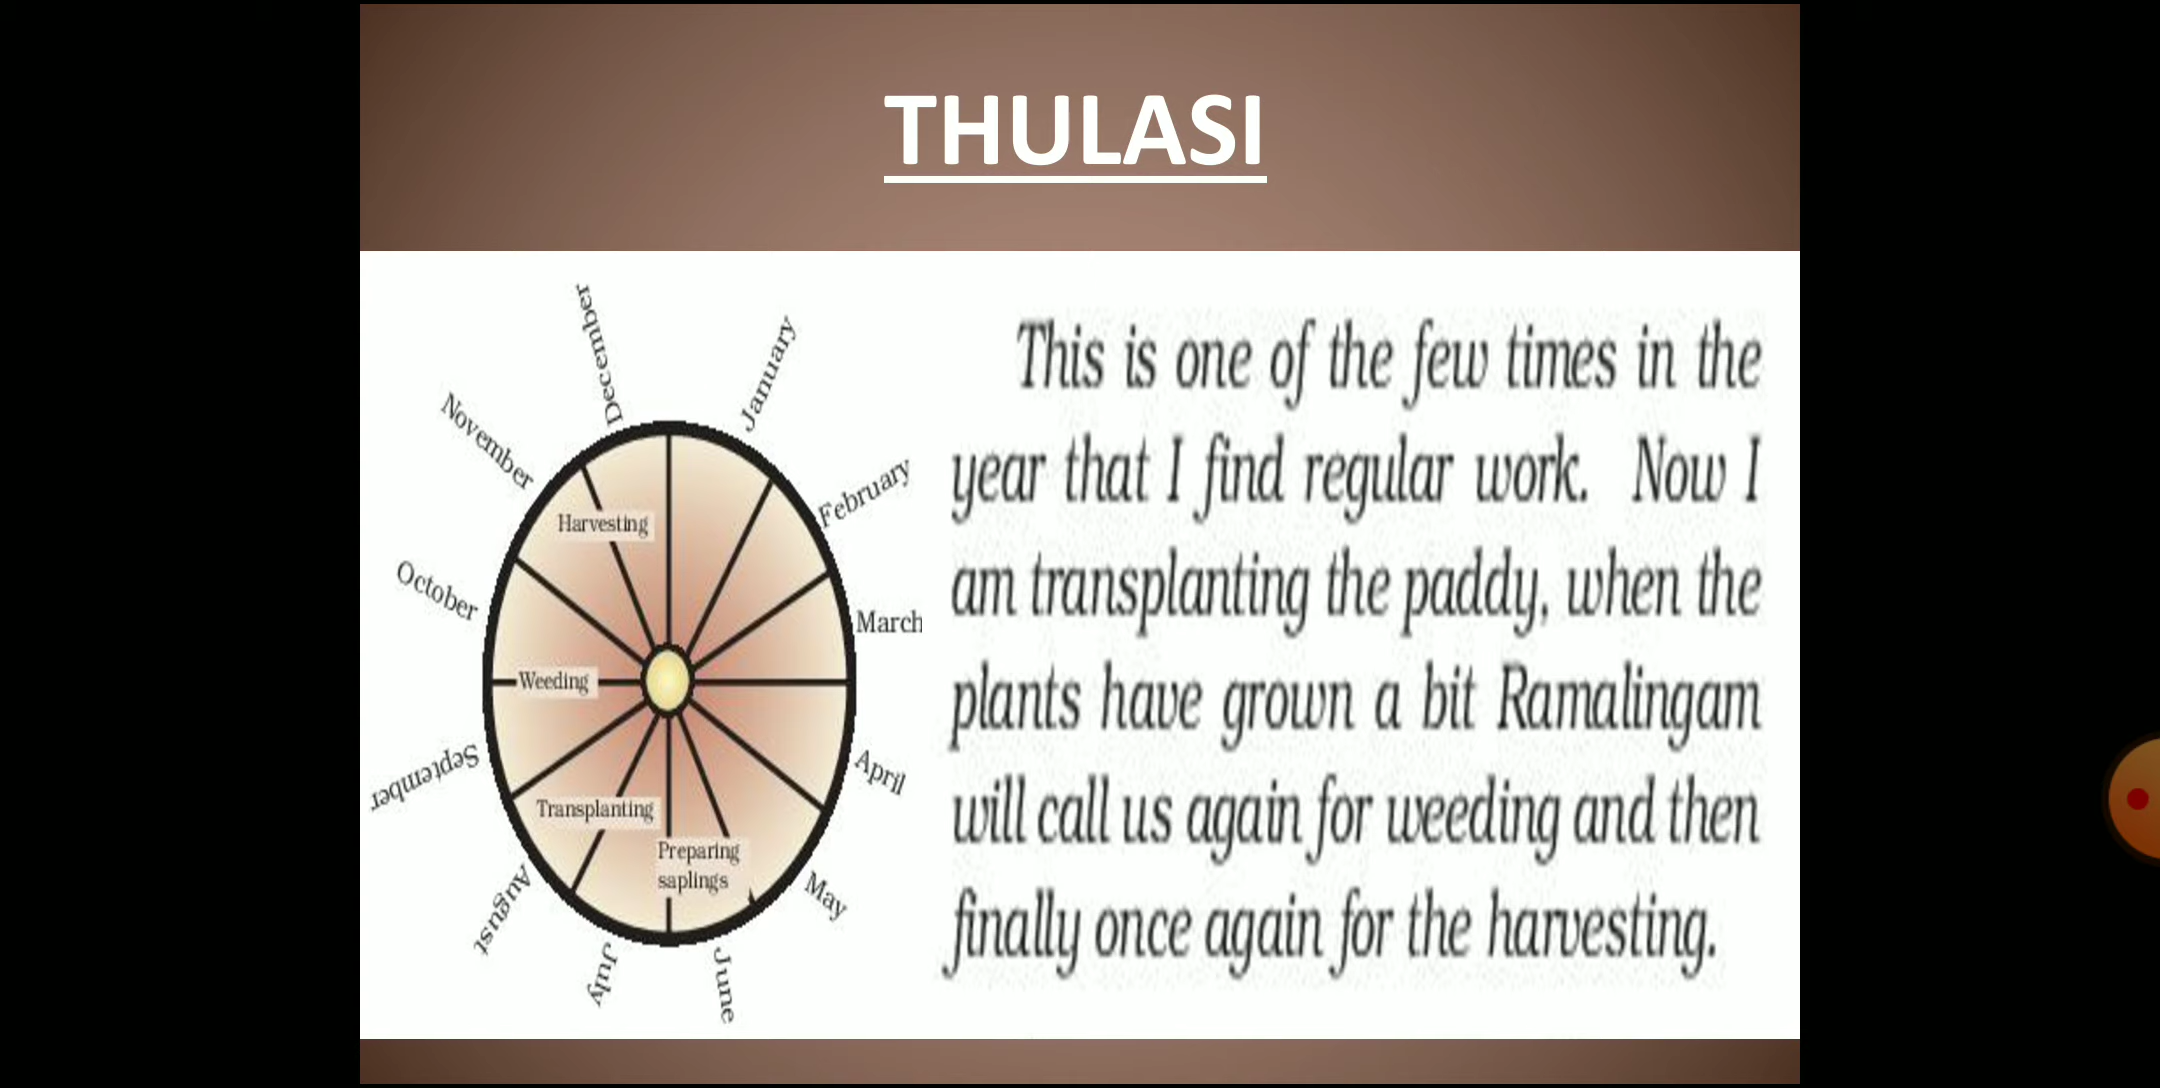 THULASI
December
January
November
February
Harvesting
October
March
Weeding
September
April
Transplanting
Preparing
saplings
August
May
July
June
This is one of the few times in the
year that I find regular work. Now I
am transplanting the paddy, when the
plants have grown a bit Ramalingam
will call us again for weeding and then
finally once again for the harvesting.